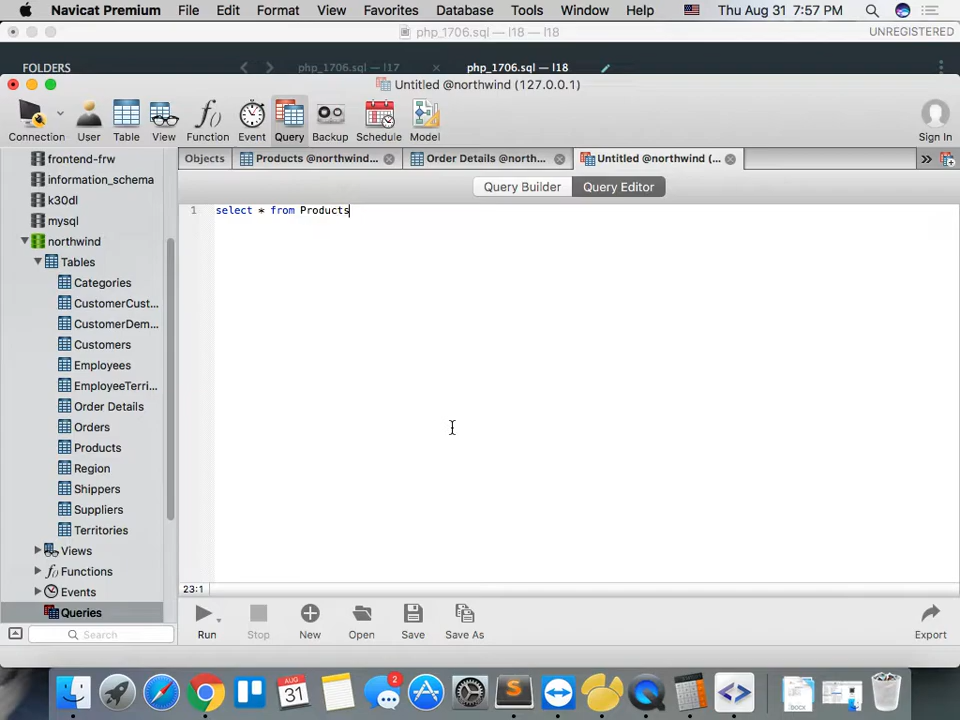 Navicat Premium File Edit Format View Favorites Database Tools Window Help Thu Aug 31 7:57 PM
php_1706.sql — l18 — l18 UNREGISTERED
FOLDERS php_1706.sql — l17 php_1706.sql — l18
Untitled @northwind (127.0.0.1)
Connection User Table View Function Event Query Backup Schedule Model Sign In
Objects Products @northwind... Order Details @north... Untitled @northwind (...
Query Builder Query Editor
1 select * from Products
frontend-frw
information_schema
k30dl
mysql
northwind
Tables
Categories
CustomerCust...
CustomerDem...
Customers
Employees
EmployeeTerri...
Order Details
Orders
Products
Region
Shippers
Suppliers
Territories
Views
Functions
Events
Queries
23:1
Search
Run Stop New Open Save Save As Export
31 2